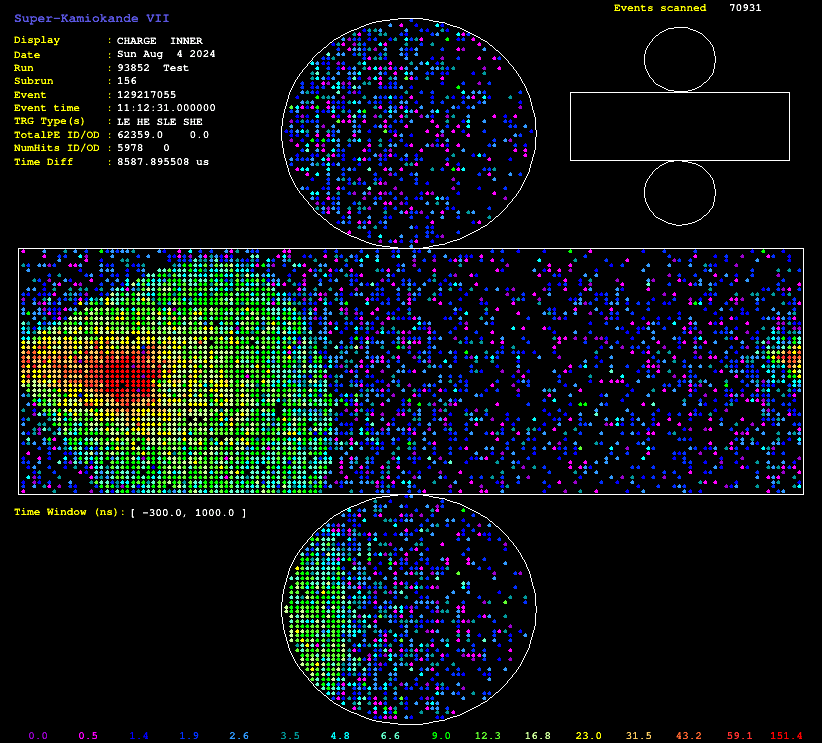 Super-Kamiokande VII
Events scanned 70931
Display : CHARGE INNER
Date : Sun Aug 4 2024
Run : 93852 Test
Subrun : 156
Event : 129217055
Event time : 11:12:31.000000
TRG Type(s) : LE HE SLE SHE
TotalPE ID/OD : 62359.0 0.0
NumHits ID/OD : 5978 0
Time Diff : 8587.895508 us
Time Window (ns): [ -300.0, 1000.0 ]
0.0 0.5 1.4 1.9 2.6 3.5 4.8 6.6 9.0 12.3 16.8 23.0 31.5 43.2 59.1 151.4